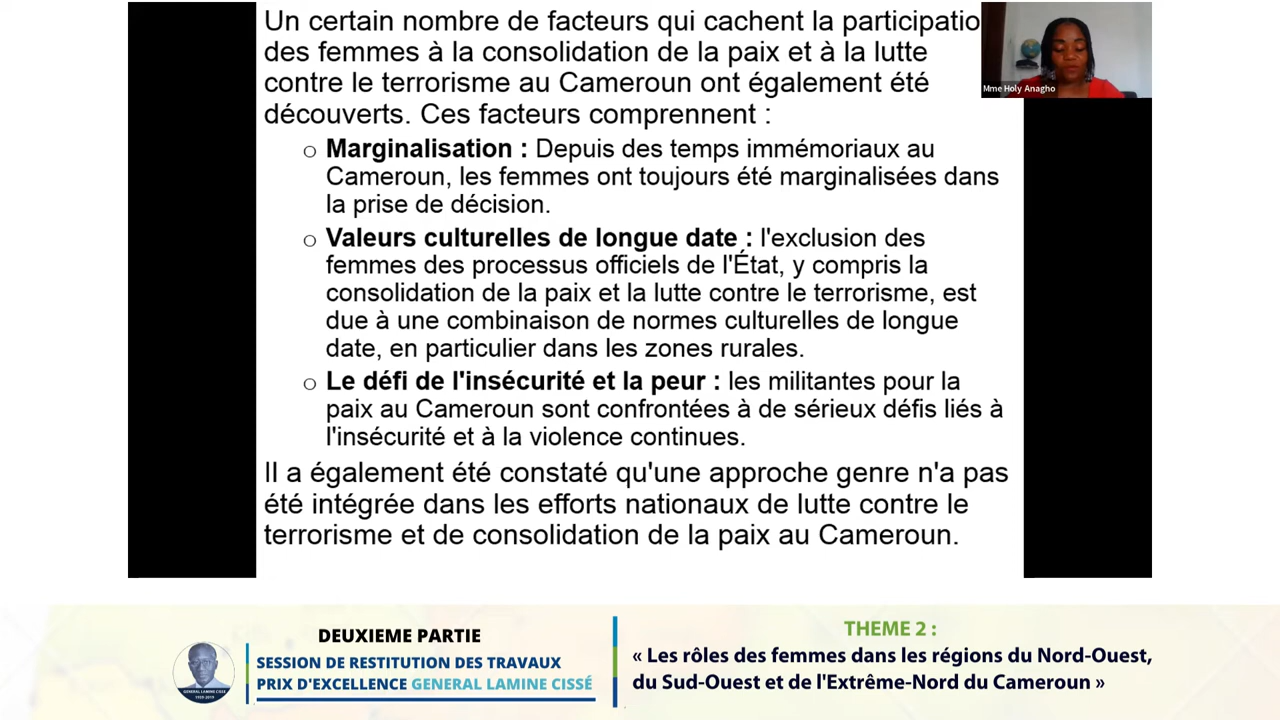 Un certain nombre de facteurs qui cachent la participatio
des femmes à la consolidation de la paix et à la lutte
contre le terrorisme au Cameroun ont également été
découverts. Ces facteurs comprennent :
Marginalisation : Depuis des temps immémoriaux au
Cameroun, les femmes ont toujours été marginalisées dans
la prise de décision.
Valeurs culturelles de longue date : l'exclusion des
femmes des processus officiels de l'État, y compris la
consolidation de la paix et la lutte contre le terrorisme, est
due à une combinaison de normes culturelles de longue
date, en particulier dans les zones rurales.
Le défi de l'insécurité et la peur : les militantes pour la
paix au Cameroun sont confrontées à de sérieux défis liés à
l'insécurité et à la violence continues.
Il a également été constaté qu'une approche genre n'a pas
été intégrée dans les efforts nationaux de lutte contre le
terrorisme et de consolidation de la paix au Cameroun.
Mme Holy Anagho
DEUXIEME PARTIE
SESSION DE RESTITUTION DES TRAVAUX
PRIX D'EXCELLENCE GENERAL LAMINE CISSÉ
GENERAL LAMINE CISSÉ
1939-2019
THEME 2 :
« Les rôles des femmes dans les régions du Nord-Ouest,
du Sud-Ouest et de l'Extrême-Nord du Cameroun »